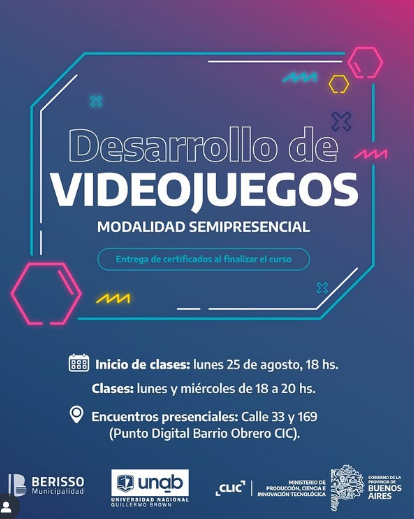 Desarrollo de
VIDEOJUEGOS
MODALIDAD SEMIPRESENCIAL
Entrega de certificados al finalizar el curso
Inicio de clases: lunes 25 de agosto, 18 hs.
Clases: lunes y miércoles de 18 a 20 hs.
Encuentros presenciales: Calle 33 y 169
(Punto Digital Barrio Obrero CIC).
BERISSO
Municipalidad
unab
UNIVERSIDAD NACIONAL
GUILLERMO BROWN
CLIC
MINISTERIO DE
PRODUCCIÓN, CIENCIA E
INNOVACIÓN TECNOLÓGICA
GOBIERNO DE LA
PROVINCIA DE
BUENOS
AIRES